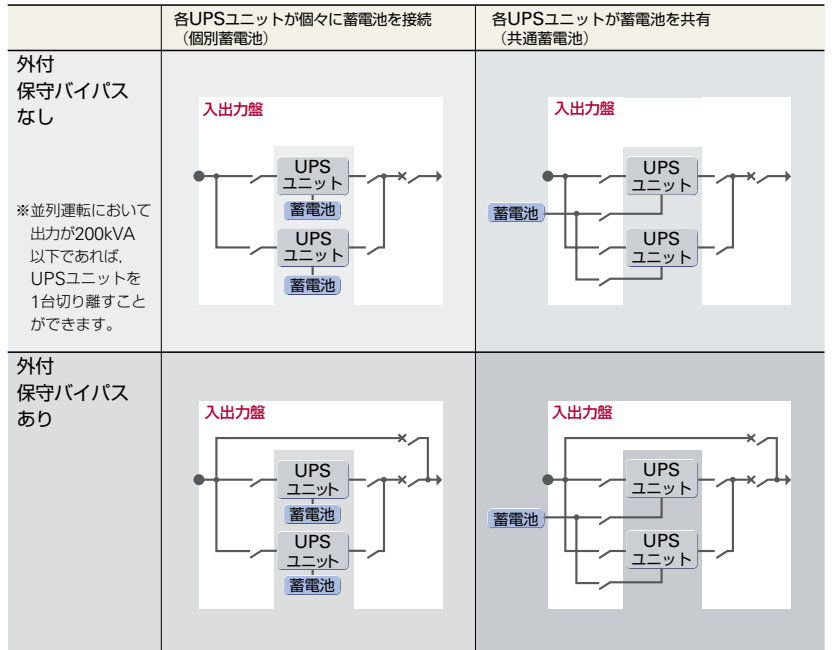 各UPSユニットが個々に蓄電池を接続
（個別蓄電池）
各UPSユニットが蓄電池を共有
（共通蓄電池）
外付
保守バイパス
なし
※並列運転において
出力が200kVA
以下であれば,
UPSユニットを
1台切り離すこと
ができます。
入出力盤
UPS
ユニット
蓄電池
UPS
ユニット
蓄電池
入出力盤
UPS
ユニット
蓄電池
UPS
ユニット
外付
保守バイパス
あり
入出力盤
UPS
ユニット
蓄電池
UPS
ユニット
蓄電池
入出力盤
UPS
ユニット
蓄電池
UPS
ユニット